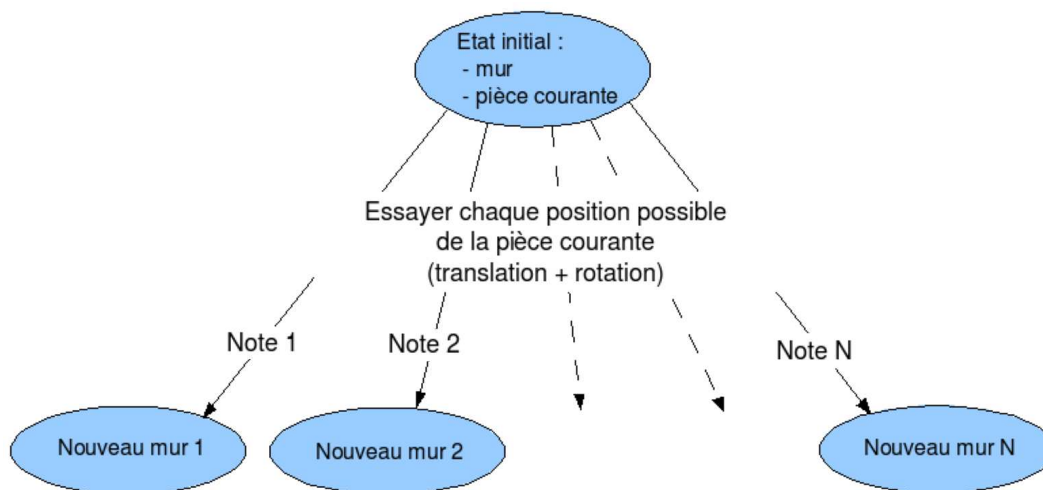 Etat initial :
- mur
- pièce courante
Essayer chaque position possible
de la pièce courante
(translation + rotation)
Note 1
Note 2
Note N
Nouveau mur 1
Nouveau mur 2
Nouveau mur N